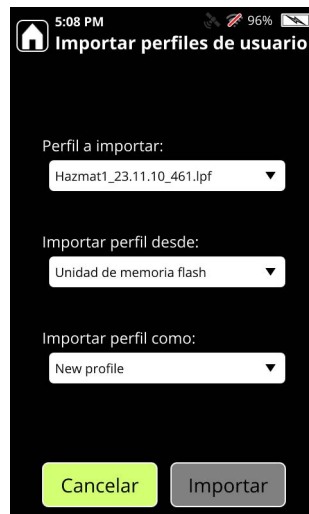 5:08 PM 96%
Importar perfiles de usuario
Perfil a importar:
Hazmat1_23.11.10_461.lpf
Importar perfil desde:
Unidad de memoria flash
Importar perfil como:
New profile
Cancelar Importar